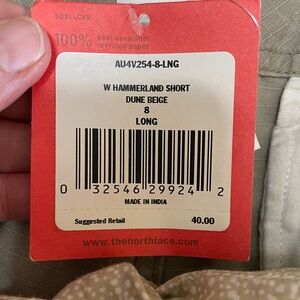 SQBLLCVR
100% post-consumer
recycled paper
AU4V254-8-LNG
W HAMMERLAND SHORT
DUNE BEIGE
8
LONG
0 32546 29924 2
MADE IN INDIA
Suggested Retail 40.00
www.thenorthface.com